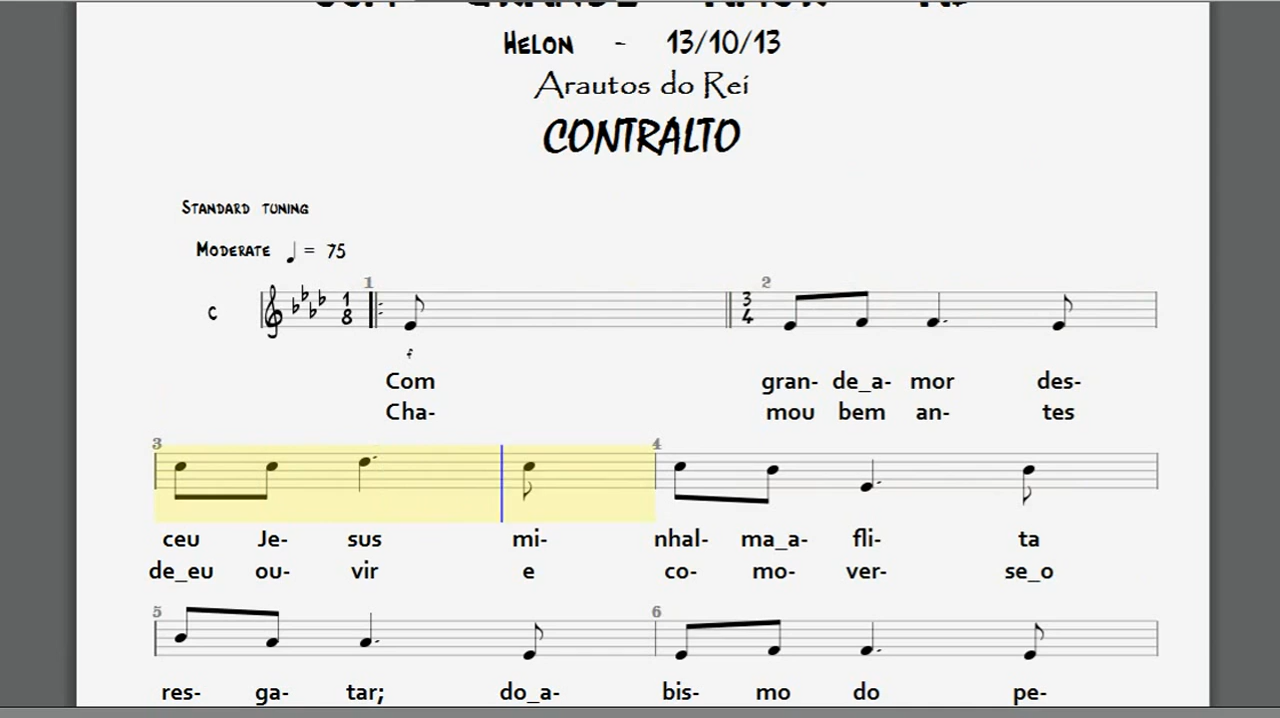 Helon - 13/10/13
Arautos do Rei
CONTRALTO
Standard tuning
Moderate ♩ = 75
1 2
C 1/8 3/4
f
Com gran- de_a- mor des-
Cha- mou bem an- tes
3 4
ceu Je- sus mi- nhal- ma_a- fli- ta
de_eu ou- vir e co- mo- ver- se_o
5 6
res- ga- tar; do_a- bis- mo do pe-